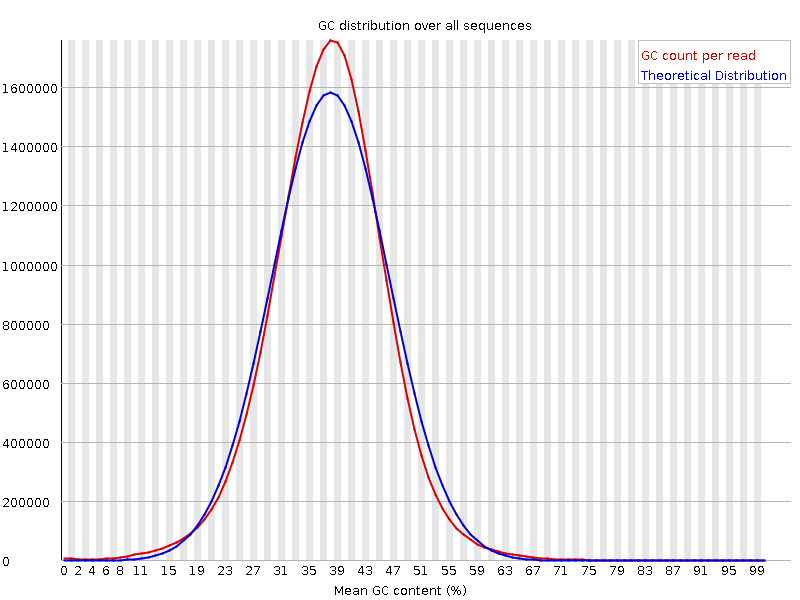 GC distribution over all sequences
GC count per read
Theoretical Distribution
1600000
1400000
1200000
1000000
800000
600000
400000
200000
0
0 2 4 6 8 11 15 19 23 27 31 35 39 43 47 51 55 59 63 67 71 75 79 83 87 91 95 99
Mean GC content (%)